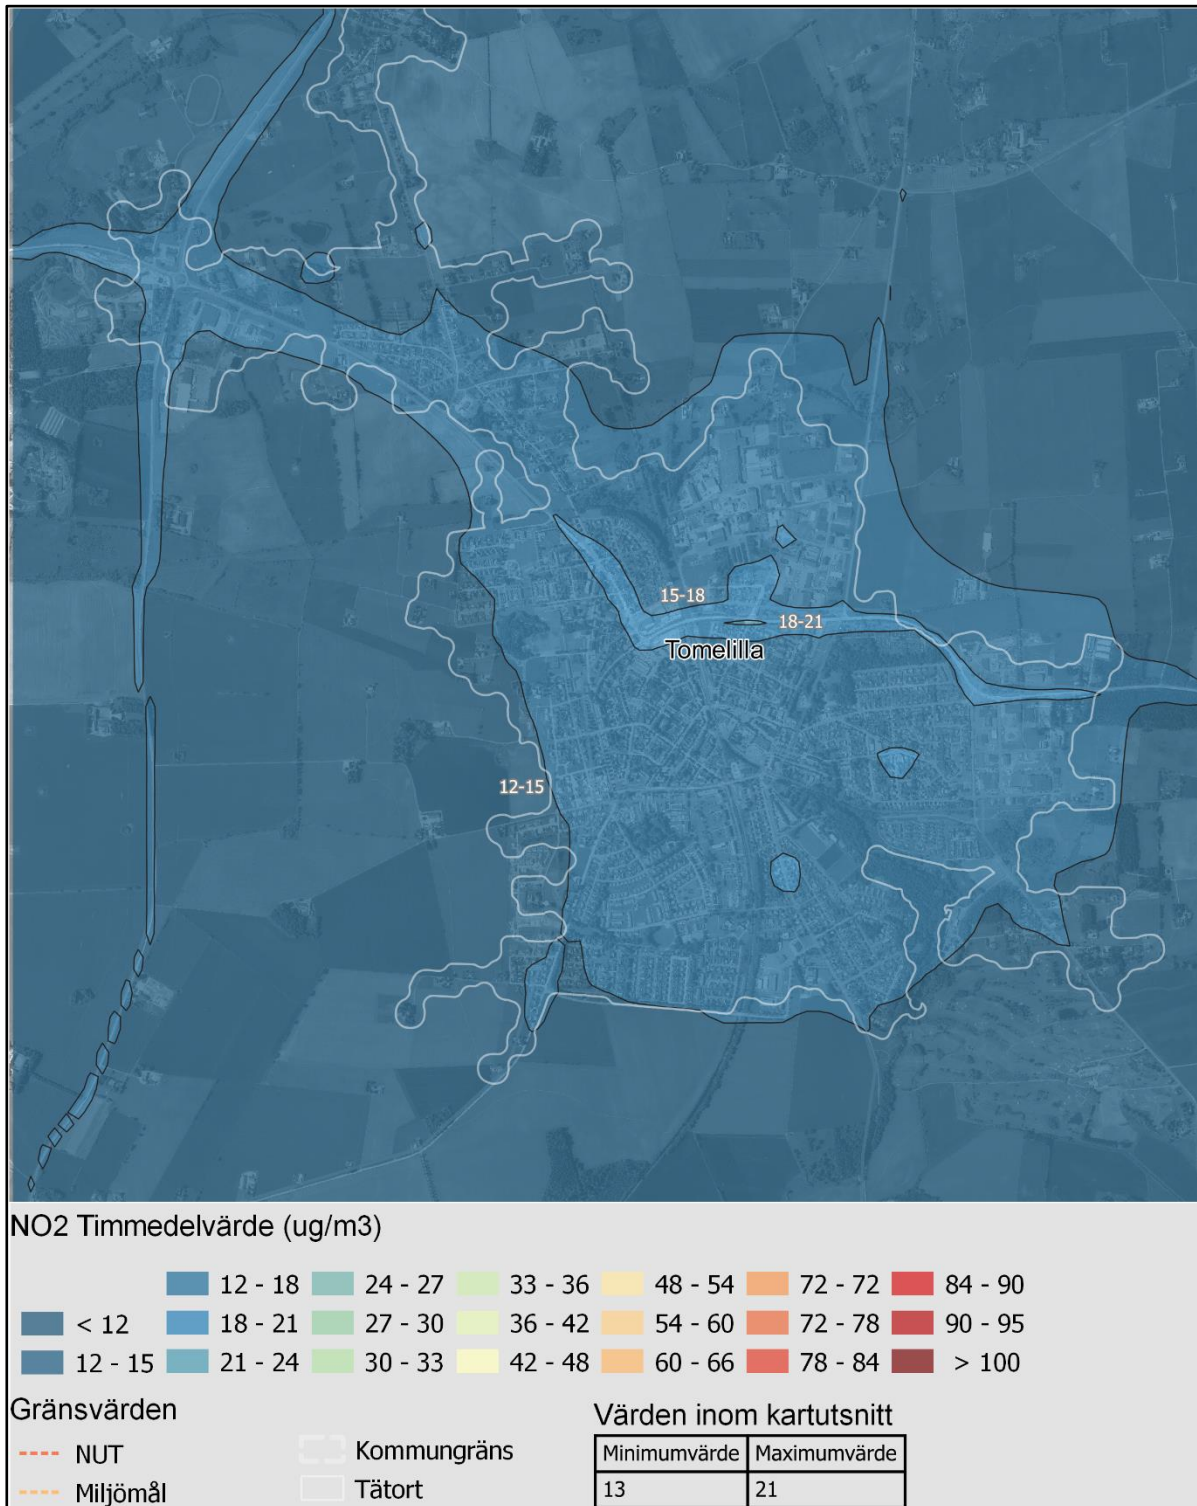 15-18
18-21
Tomelilla
12-15
NO2 Timmedelvärde (ug/m3)
12 - 18 24 - 27 33 - 36 48 - 54 72 - 72 84 - 90
< 12 18 - 21 27 - 30 36 - 42 54 - 60 72 - 78 90 - 95
12 - 15 21 - 24 30 - 33 42 - 48 60 - 66 78 - 84 > 100
Gränsvärden
NUT
Miljömål
Kommungräns
Tätort
Värden inom kartutsnitt
Minimumvärde Maximumvärde
13 21